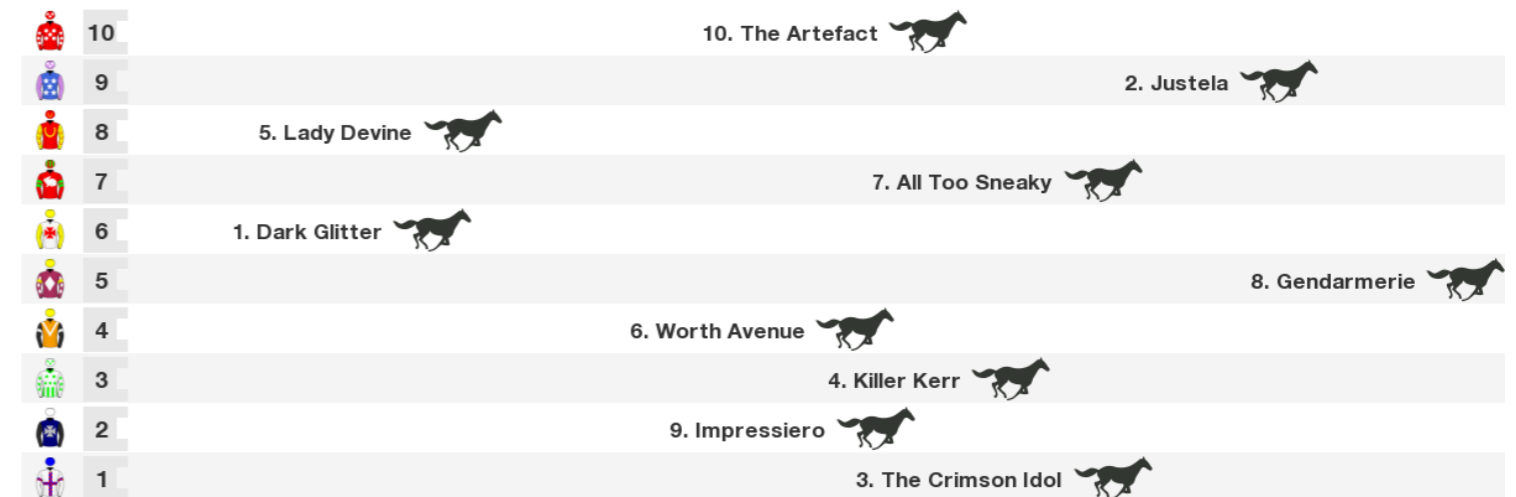 10 10. The Artefact
9 2. Justela
8 5. Lady Devine
7 7. All Too Sneaky
6 1. Dark Glitter
5 8. Gendarmerie
4 6. Worth Avenue
3 4. Killer Kerr
2 9. Impressiero
1 3. The Crimson Idol